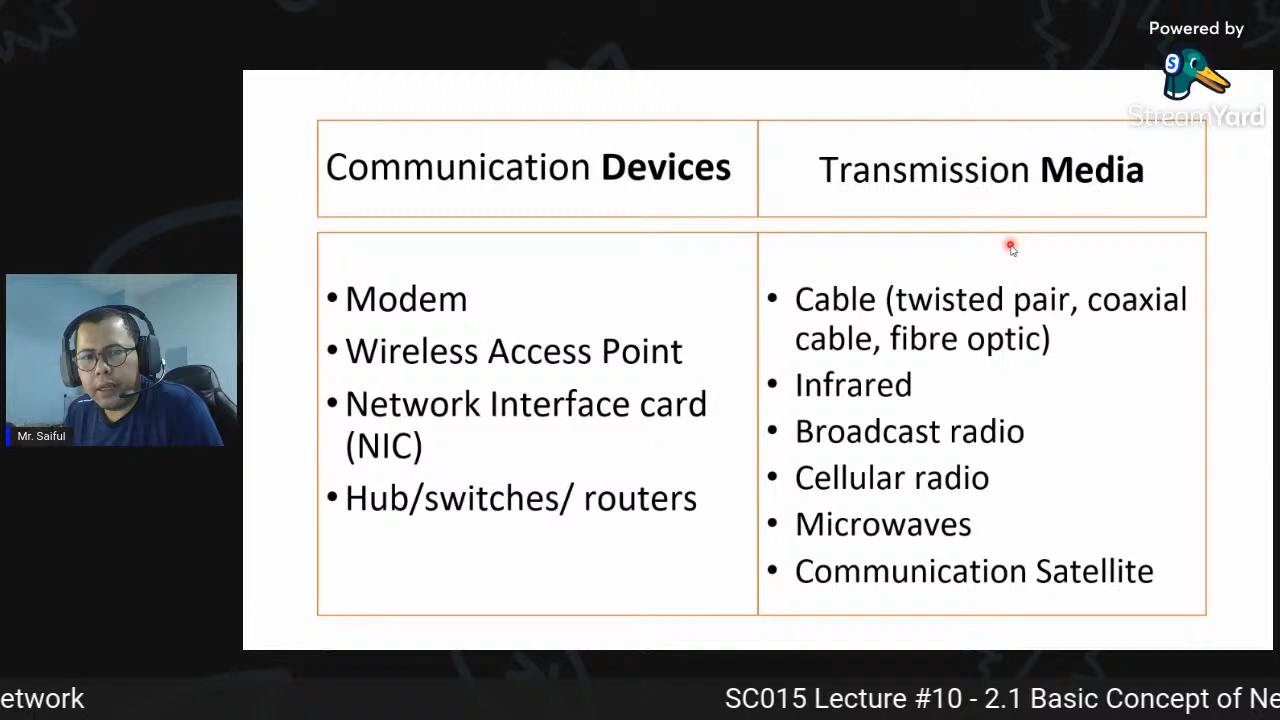 Powered by
StreamYard
Communication Devices
Transmission Media
• Modem
• Wireless Access Point
• Network Interface card
(NIC)
• Hub/switches/ routers
• Cable (twisted pair, coaxial
cable, fibre optic)
• Infrared
• Broadcast radio
• Cellular radio
• Microwaves
• Communication Satellite
Mr. Saiful
etwork
SC015 Lecture #10 - 2.1 Basic Concept of Ne